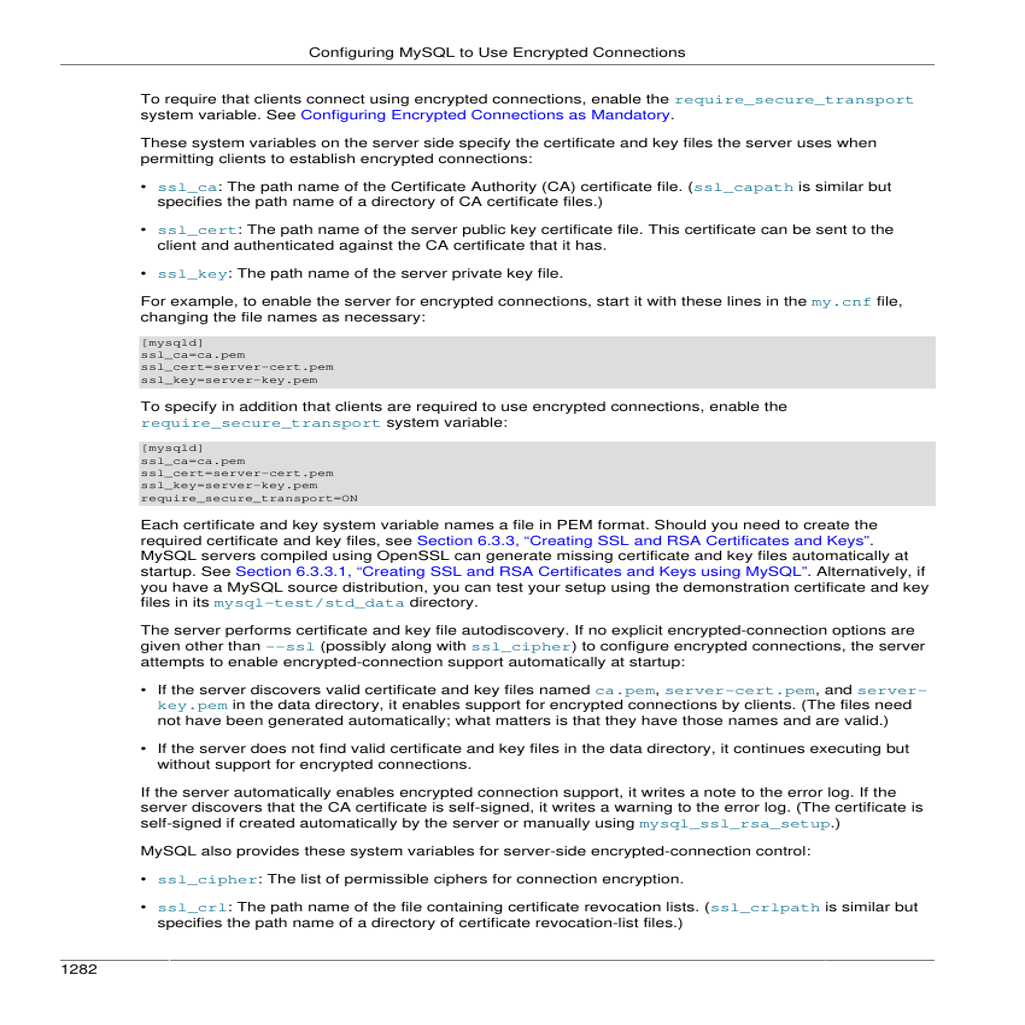 Configuring MySQL to Use Encrypted Connections
To require that clients connect using encrypted connections, enable the require_secure_transport
system variable. See Configuring Encrypted Connections as Mandatory.
These system variables on the server side specify the certificate and key files the server uses when
permitting clients to establish encrypted connections:
• ssl_ca: The path name of the Certificate Authority (CA) certificate file. (ssl_capath is similar but
specifies the path name of a directory of CA certificate files.)
• ssl_cert: The path name of the server public key certificate file. This certificate can be sent to the
client and authenticated against the CA certificate that it has.
• ssl_key: The path name of the server private key file.
For example, to enable the server for encrypted connections, start it with these lines in the my.cnf file,
changing the file names as necessary:
[mysqld]
ssl_ca=ca.pem
ssl_cert=server-cert.pem
ssl_key=server-key.pem
To specify in addition that clients are required to use encrypted connections, enable the
require_secure_transport system variable:
[mysqld]
ssl_ca=ca.pem
ssl_cert=server-cert.pem
ssl_key=server-key.pem
require_secure_transport=ON
Each certificate and key system variable names a file in PEM format. Should you need to create the
required certificate and key files, see Section 6.3.3, “Creating SSL and RSA Certificates and Keys”.
MySQL servers compiled using OpenSSL can generate missing certificate and key files automatically at
startup. See Section 6.3.3.1, “Creating SSL and RSA Certificates and Keys using MySQL”. Alternatively, if
you have a MySQL source distribution, you can test your setup using the demonstration certificate and key
files in its mysql-test/std_data directory.
The server performs certificate and key file autodiscovery. If no explicit encrypted-connection options are
given other than --ssl (possibly along with ssl_cipher) to configure encrypted connections, the server
attempts to enable encrypted-connection support automatically at startup:
• If the server discovers valid certificate and key files named ca.pem, server-cert.pem, and server-
key.pem in the data directory, it enables support for encrypted connections by clients. (The files need
not have been generated automatically; what matters is that they have those names and are valid.)
• If the server does not find valid certificate and key files in the data directory, it continues executing but
without support for encrypted connections.
If the server automatically enables encrypted connection support, it writes a note to the error log. If the
server discovers that the CA certificate is self-signed, it writes a warning to the error log. (The certificate is
self-signed if created automatically by the server or manually using mysql_ssl_rsa_setup.)
MySQL also provides these system variables for server-side encrypted-connection control:
• ssl_cipher: The list of permissible ciphers for connection encryption.
• ssl_crl: The path name of the file containing certificate revocation lists. (ssl_crlpath is similar but
specifies the path name of a directory of certificate revocation-list files.)
1282